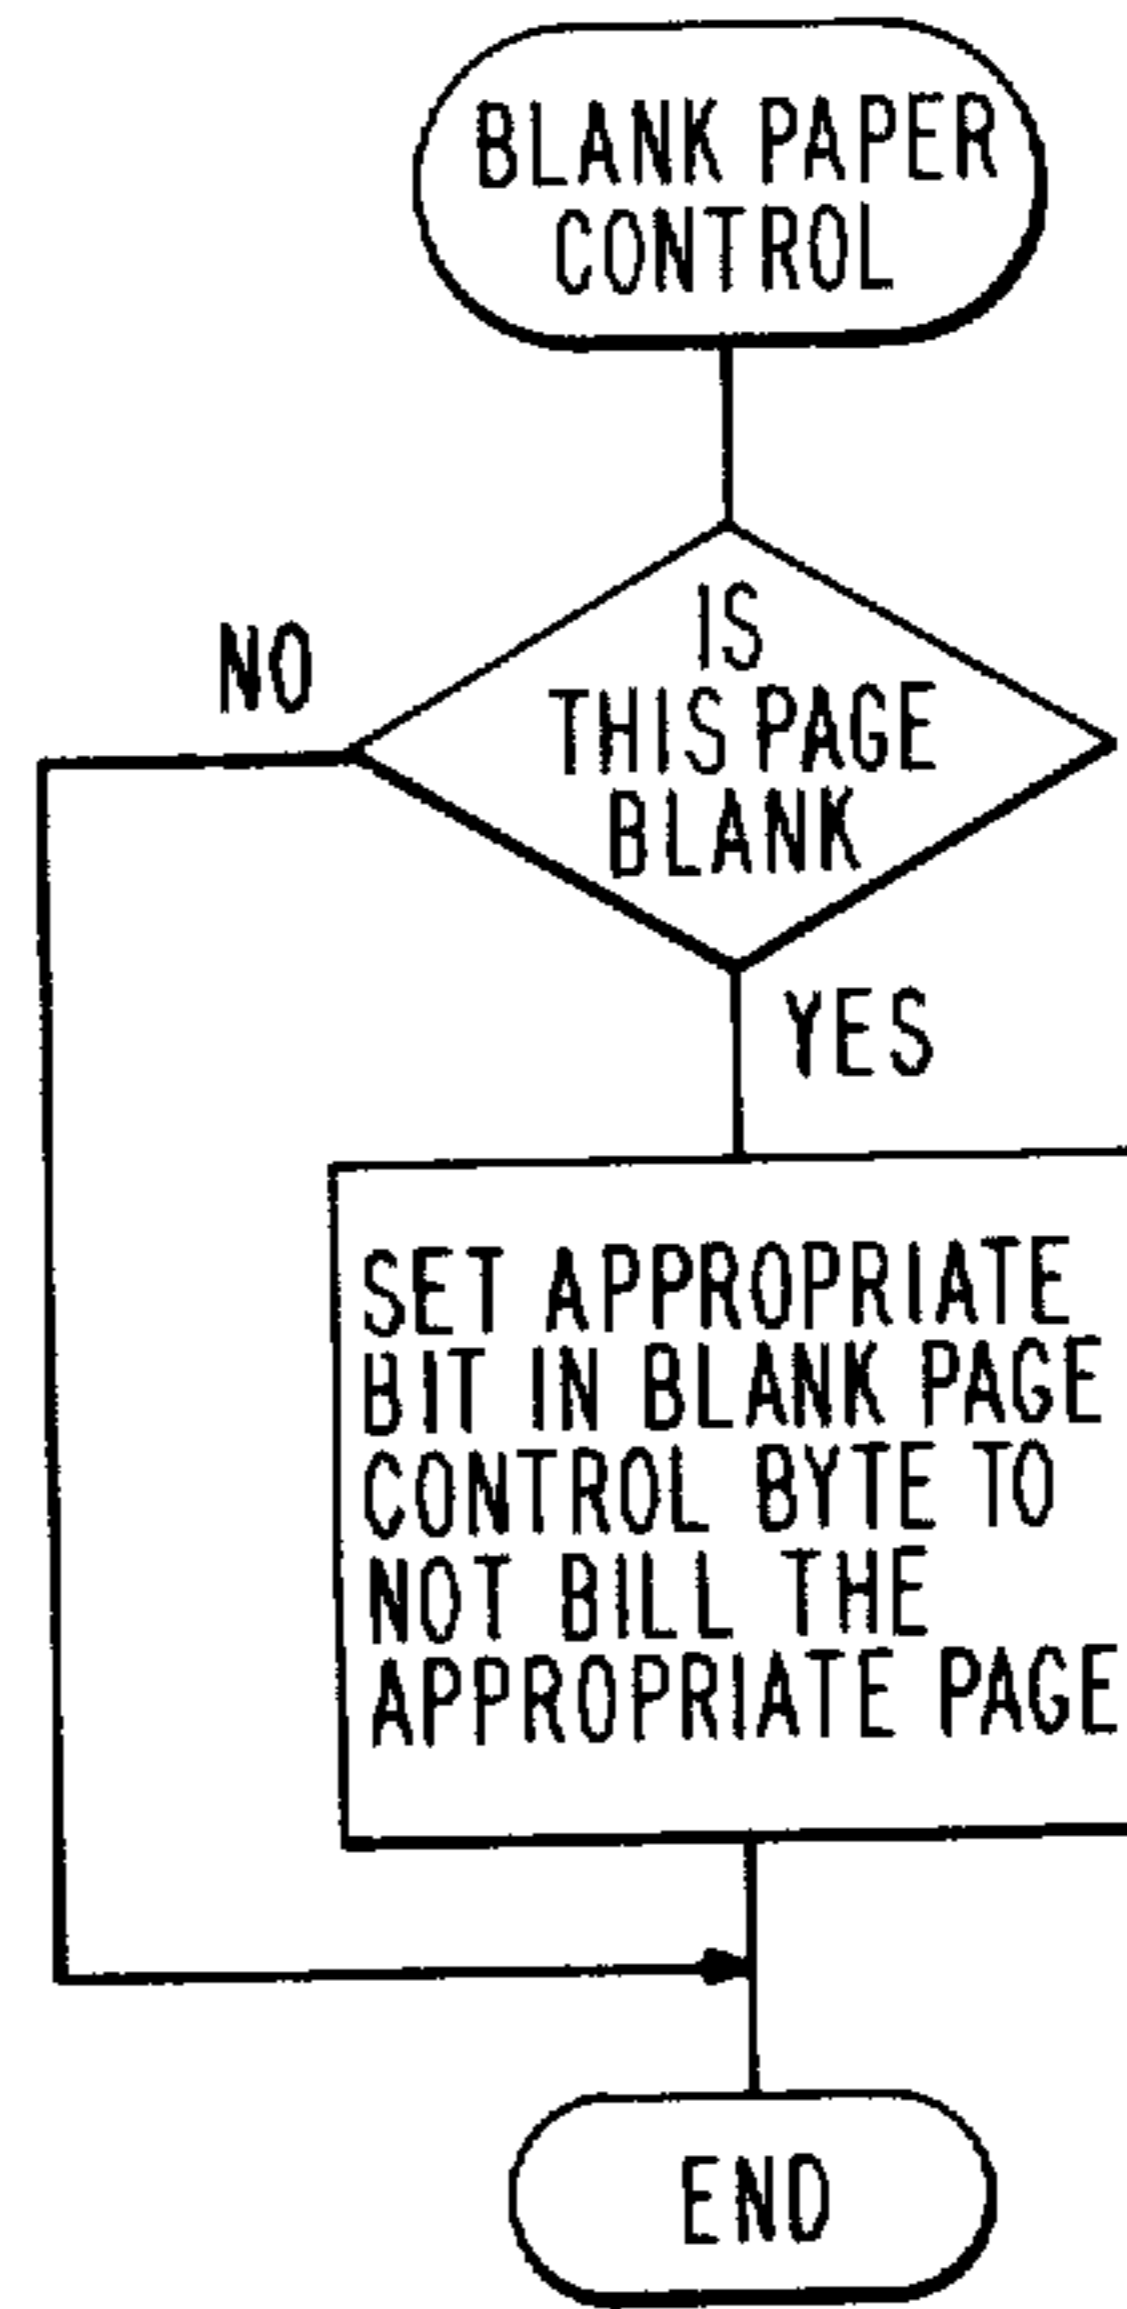 BLANK PAPER
CONTROL
IS
THIS PAGE
BLANK
NO
YES
SET APPROPRIATE
BIT IN BLANK PAGE
CONTROL BYTE TO
NOT BILL THE
APPROPRIATE PAGE
END